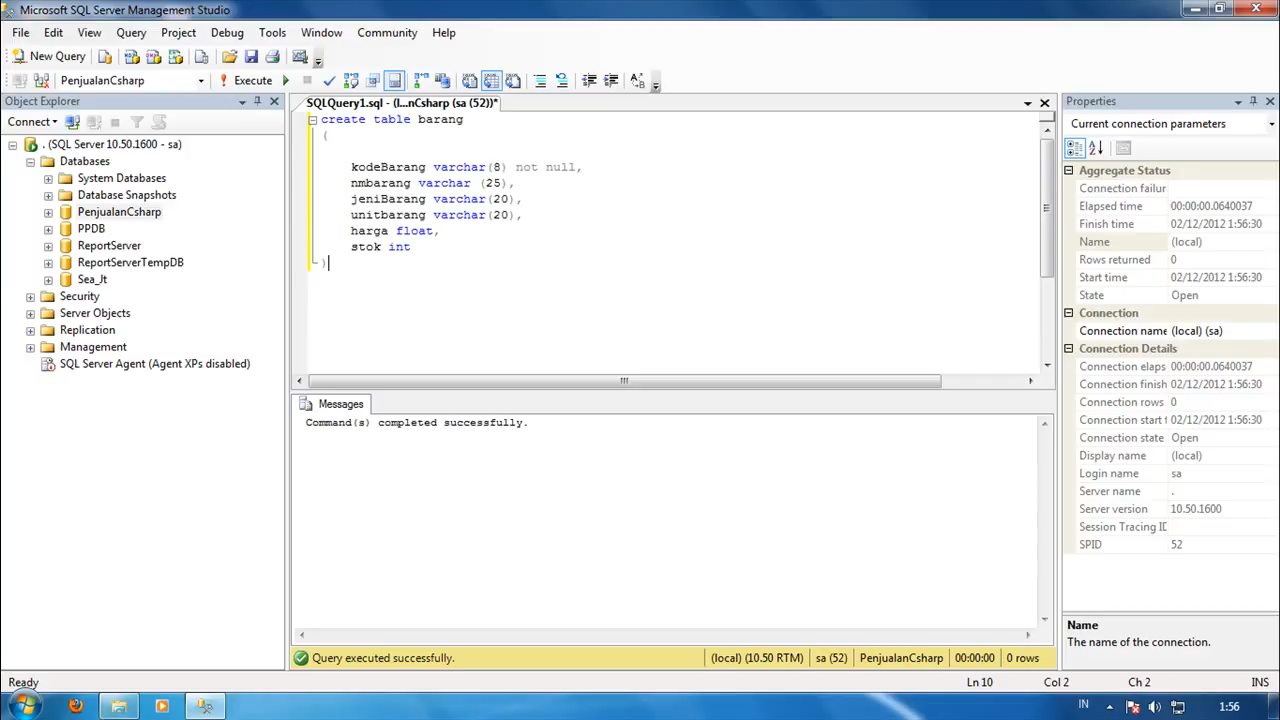 Microsoft SQL Server Management Studio
File Edit View Query Project Debug Tools Window Community Help
New Query
PenjualanCsharp Execute
Object Explorer
Connect
. (SQL Server 10.50.1600 - sa)
Databases
System Databases
Database Snapshots
PenjualanCsharp
PPDB
ReportServer
ReportServerTempDB
Sea_Jt
Security
Server Objects
Replication
Management
SQL Server Agent (Agent XPs disabled)
SQLQuery1.sql - (l...nCsharp (sa (52))*
create table barang
(
kodeBarang varchar(8) not null,
nmbarang varchar (25),
jeniBarang varchar(20),
unitbarang varchar(20),
harga float,
stok int
)
Messages
Command(s) completed successfully.
Query executed successfully. (local) (10.50 RTM) sa (52) PenjualanCsharp 00:00:00 0 rows
Properties
Current connection parameters
Aggregate Status
Connection failur
Elapsed time 00:00:00.0640037
Finish time 02/12/2012 1:56:30
Name (local)
Rows returned 0
Start time 02/12/2012 1:56:30
State Open
Connection
Connection name (local) (sa)
Connection Details
Connection elaps 00:00:00.0640037
Connection finish 02/12/2012 1:56:30
Connection rows 0
Connection start t 02/12/2012 1:56:30
Connection state Open
Display name (local)
Login name sa
Server name .
Server version 10.50.1600
Session Tracing ID
SPID 52
Name
The name of the connection.
Ready Ln 10 Col 2 Ch 2 INS
IN 1:56